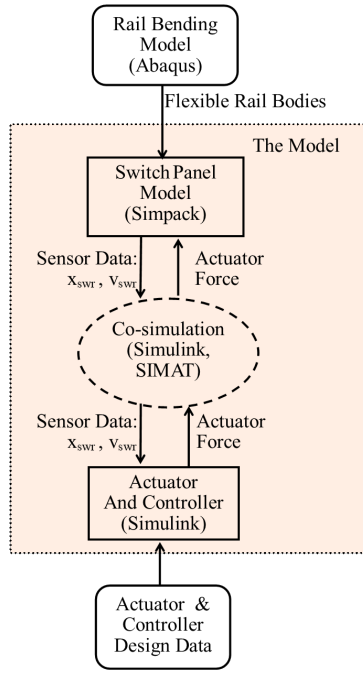 Rail Bending
Model
(Abaqus)
Flexible Rail Bodies
The Model
Switch Panel
Model
(Simpack)
Sensor Data:
xswr , vswr
Actuator
Force
Co-simulation
(Simulink,
SIMAT)
Sensor Data:
xswr , vswr
Actuator
Force
Actuator
And Controller
(Simulink)
Actuator &
Controller
Design Data